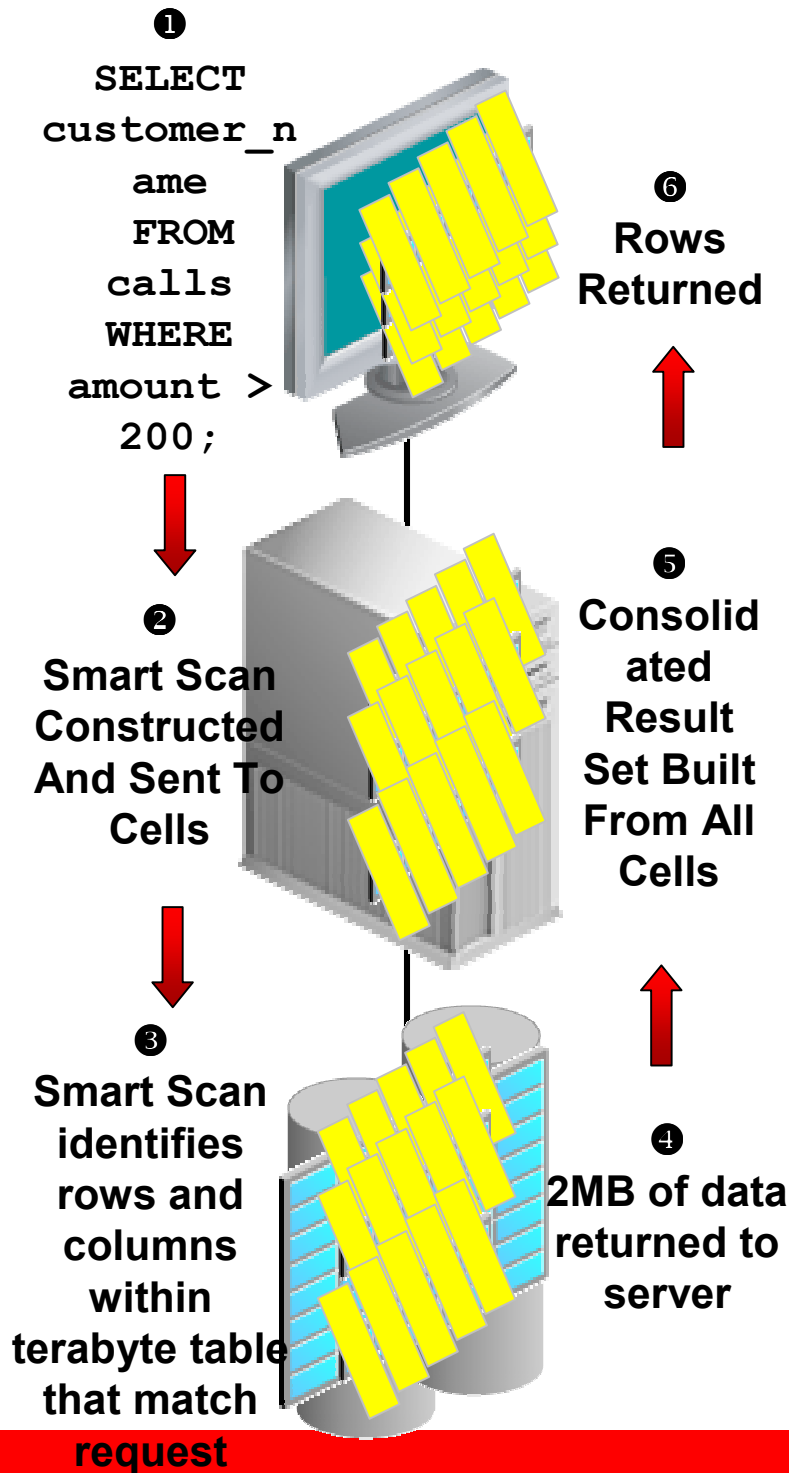 ❶
SELECT
customer_n
ame
FROM
calls
WHERE
amount >
200;
❷
Smart Scan
Constructed
And Sent To
Cells
❸
Smart Scan
identifies
rows and
columns
within
terabyte table
that match
request
❹
2MB of data
returned to
server
❺
Consolid
ated
Result
Set Built
From All
Cells
❻
Rows
Returned